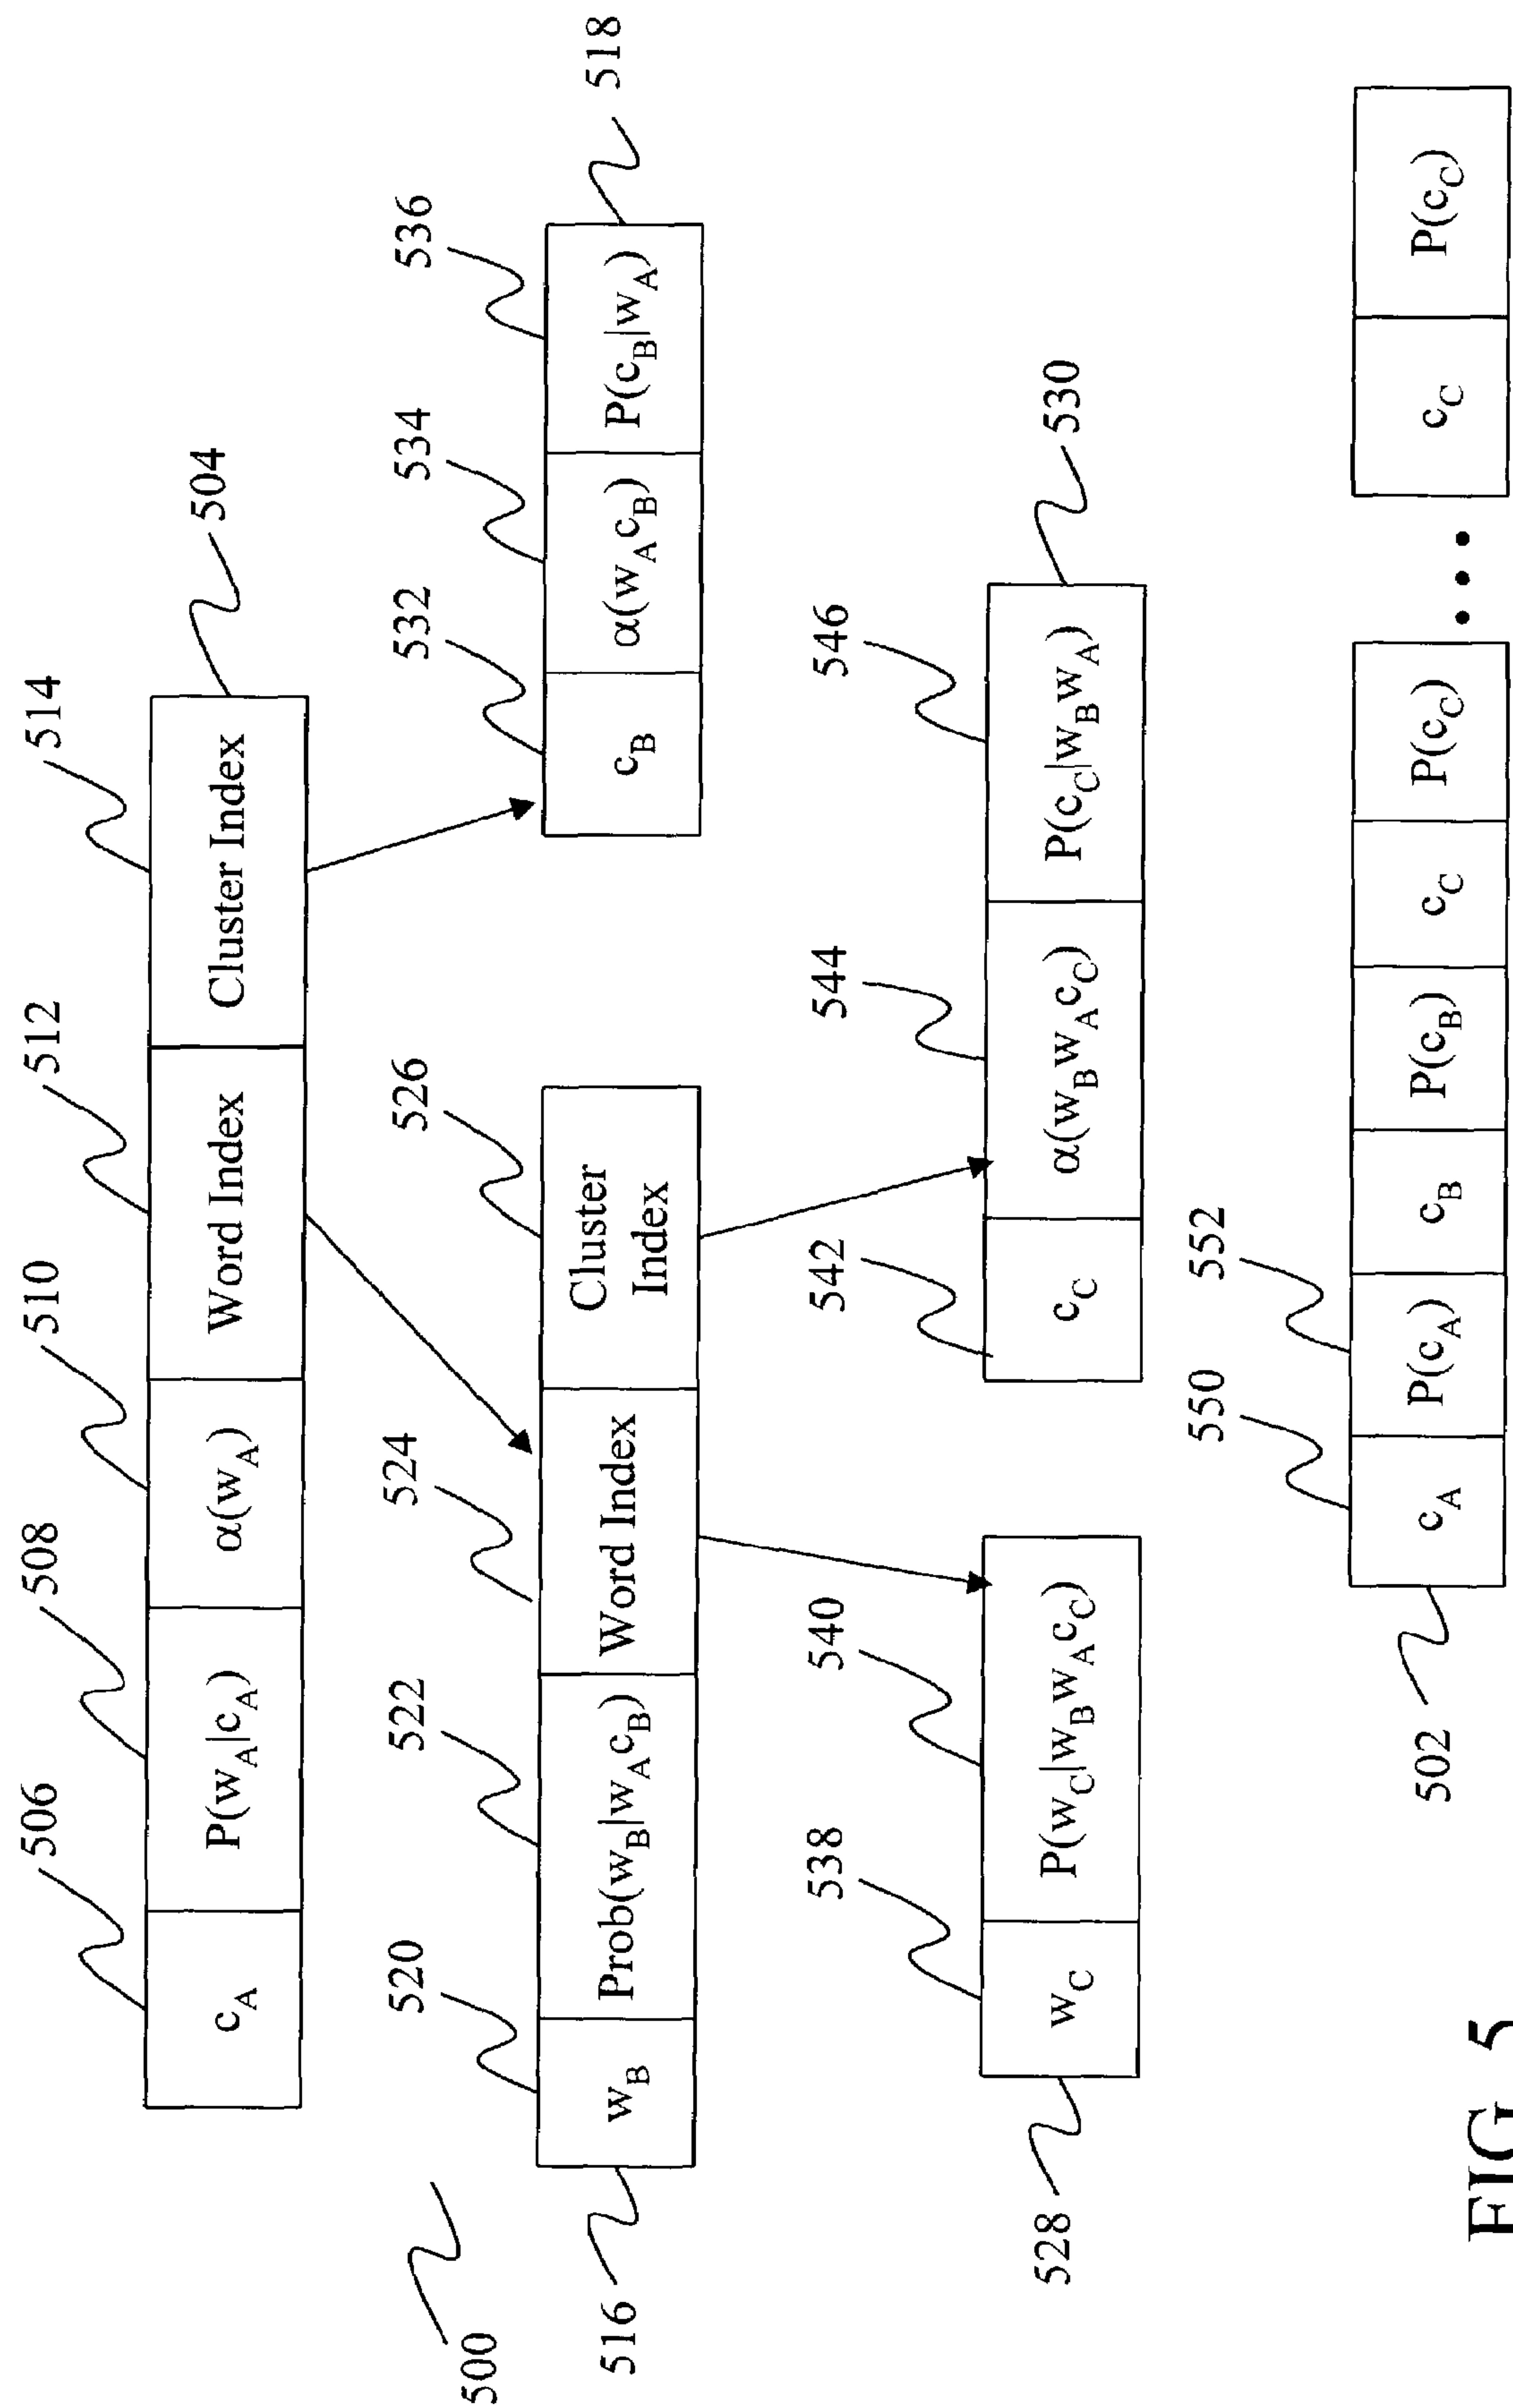 506 508 510 512 514
c_A P(w_A|c_A) α(w_A) Word Index Cluster Index
504
500
520 522 524 526 532 534 536
w_B Prob(w_B|w_A c_B) Word Index Cluster Index
c_B α(w_A c_B) P(c_B|w_A)
516 518
538 540 542 544 546
w_C P(w_C|w_B w_A c_C)
c_C α(w_B w_A c_C) P(c_C|w_B w_A)
528 530
550 552
c_A P(c_A) c_B P(c_B) c_C P(c_C) ••• c_C P(c_C)
502
FIG. 5